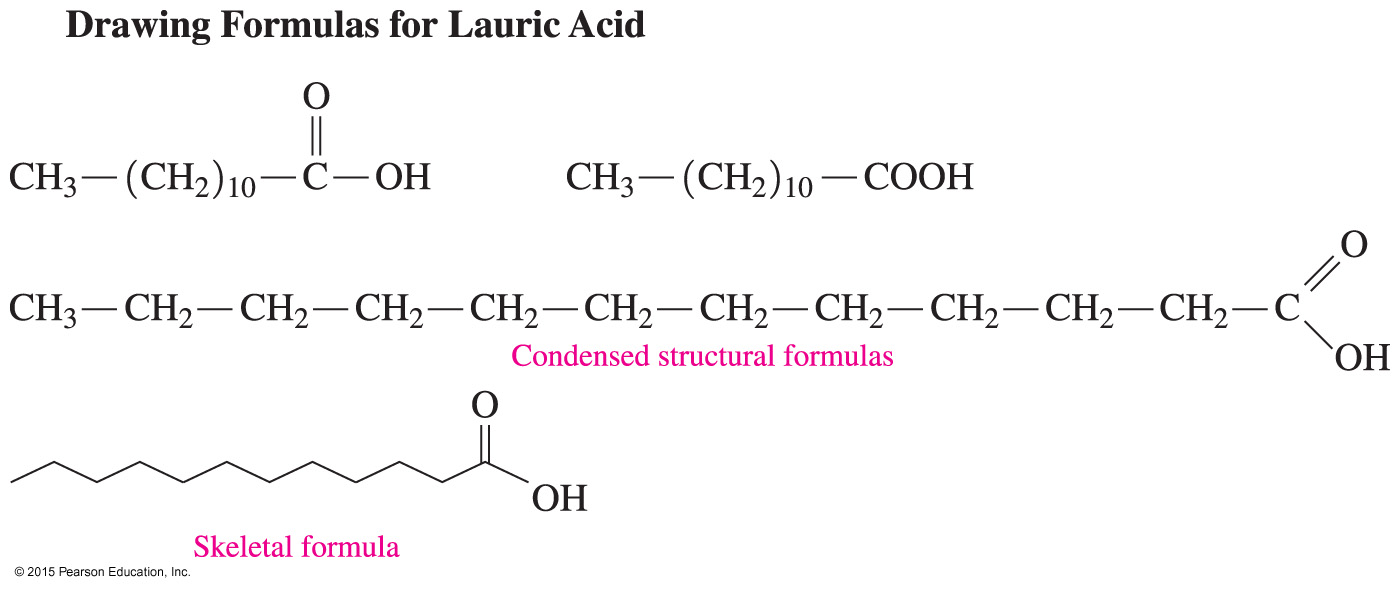 Drawing Formulas for Lauric Acid
O
CH₃—(CH₂)₁₀—C—OH CH₃—(CH₂)₁₀—COOH
O
CH₃—CH₂—CH₂—CH₂—CH₂—CH₂—CH₂—CH₂—CH₂—CH₂—CH₂—C
OH
Condensed structural formulas
O
OH
Skeletal formula
© 2015 Pearson Education, Inc.